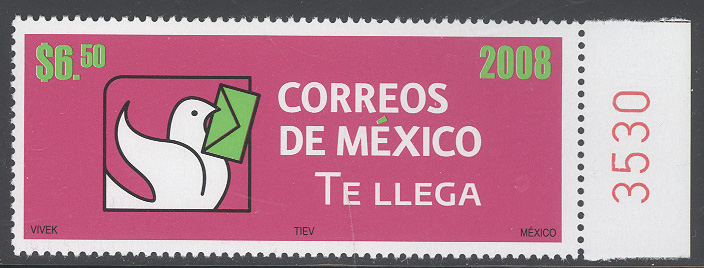 $6.50
2008
CORREOS
DE MÉXICO
TE LLEGA
VIVEK
TIEV
MÉXICO
3530